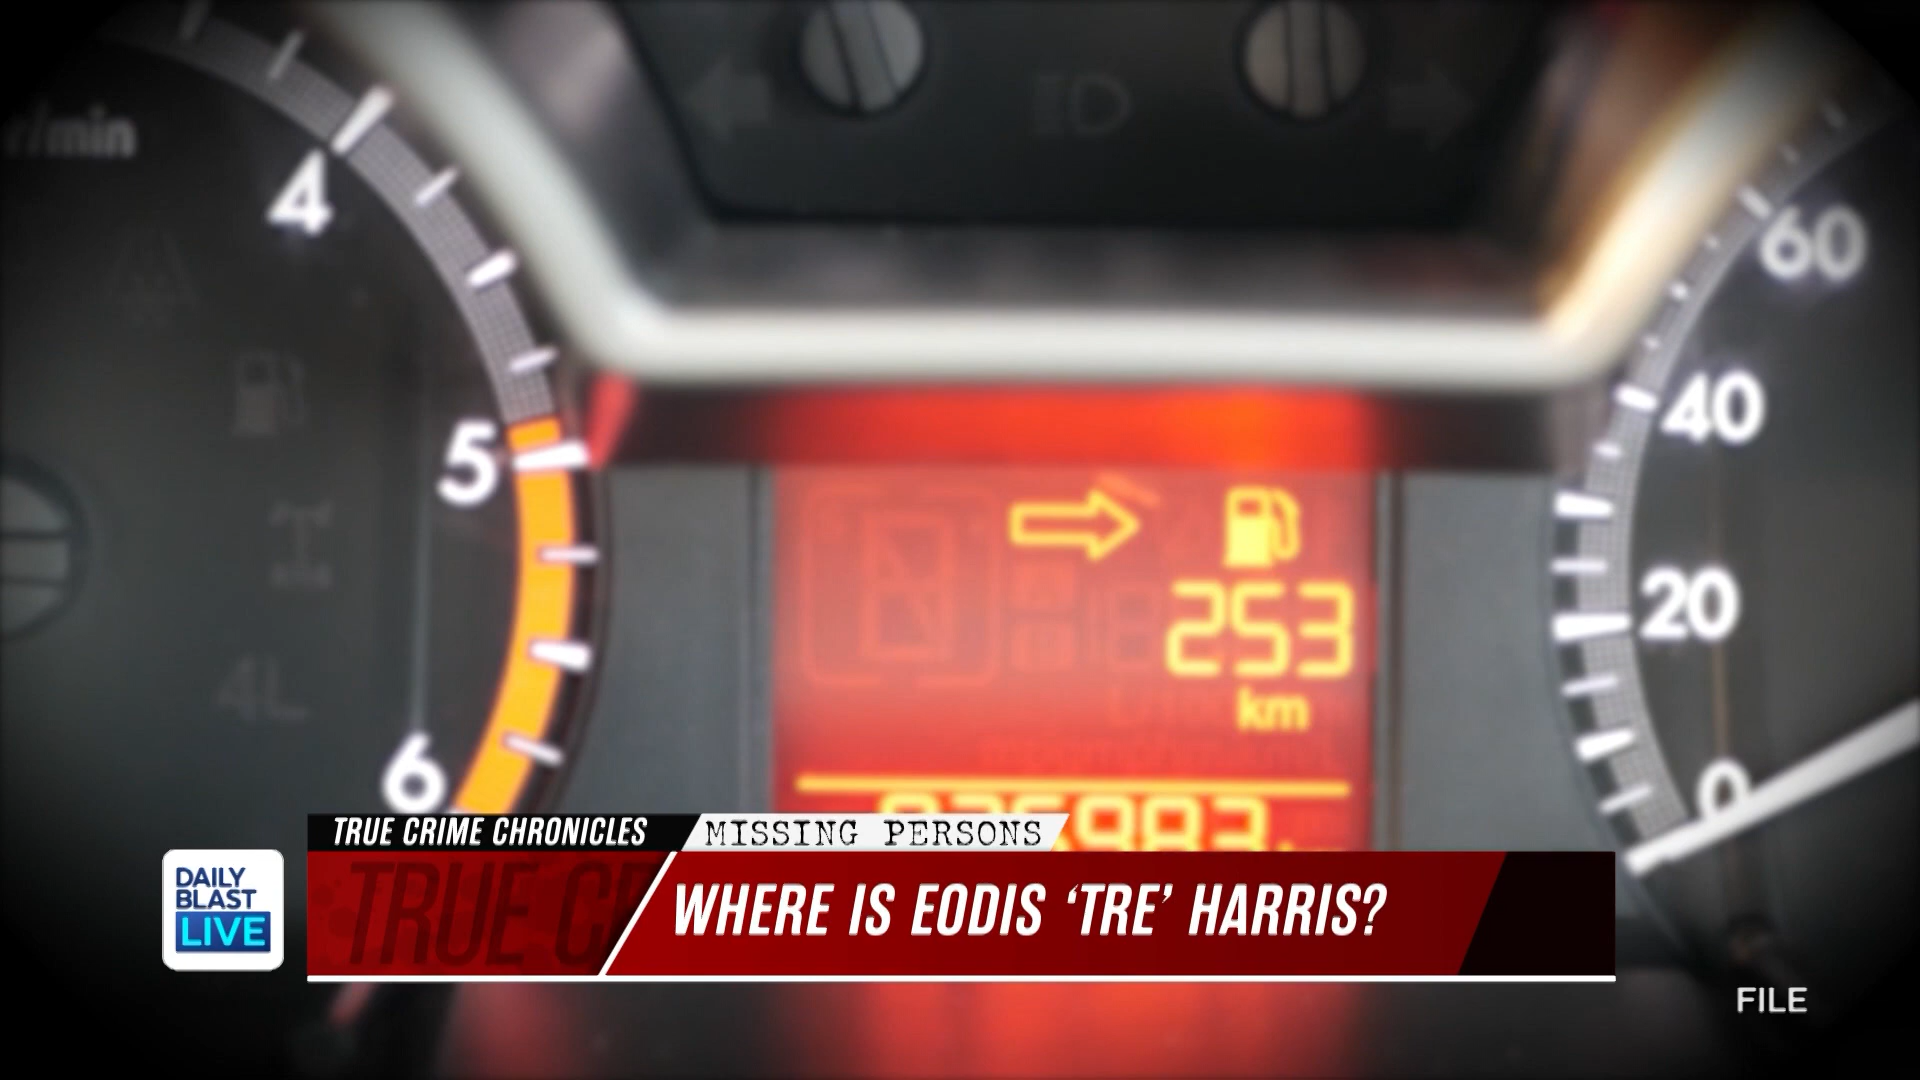 r/min
4
60
40
5
253
20
km
4L
6
0
TRUE CRIME CHRONICLES
MISSING PERSONS
DAILY
BLAST
LIVE
WHERE IS EODIS ‘TRE’ HARRIS?
FILE